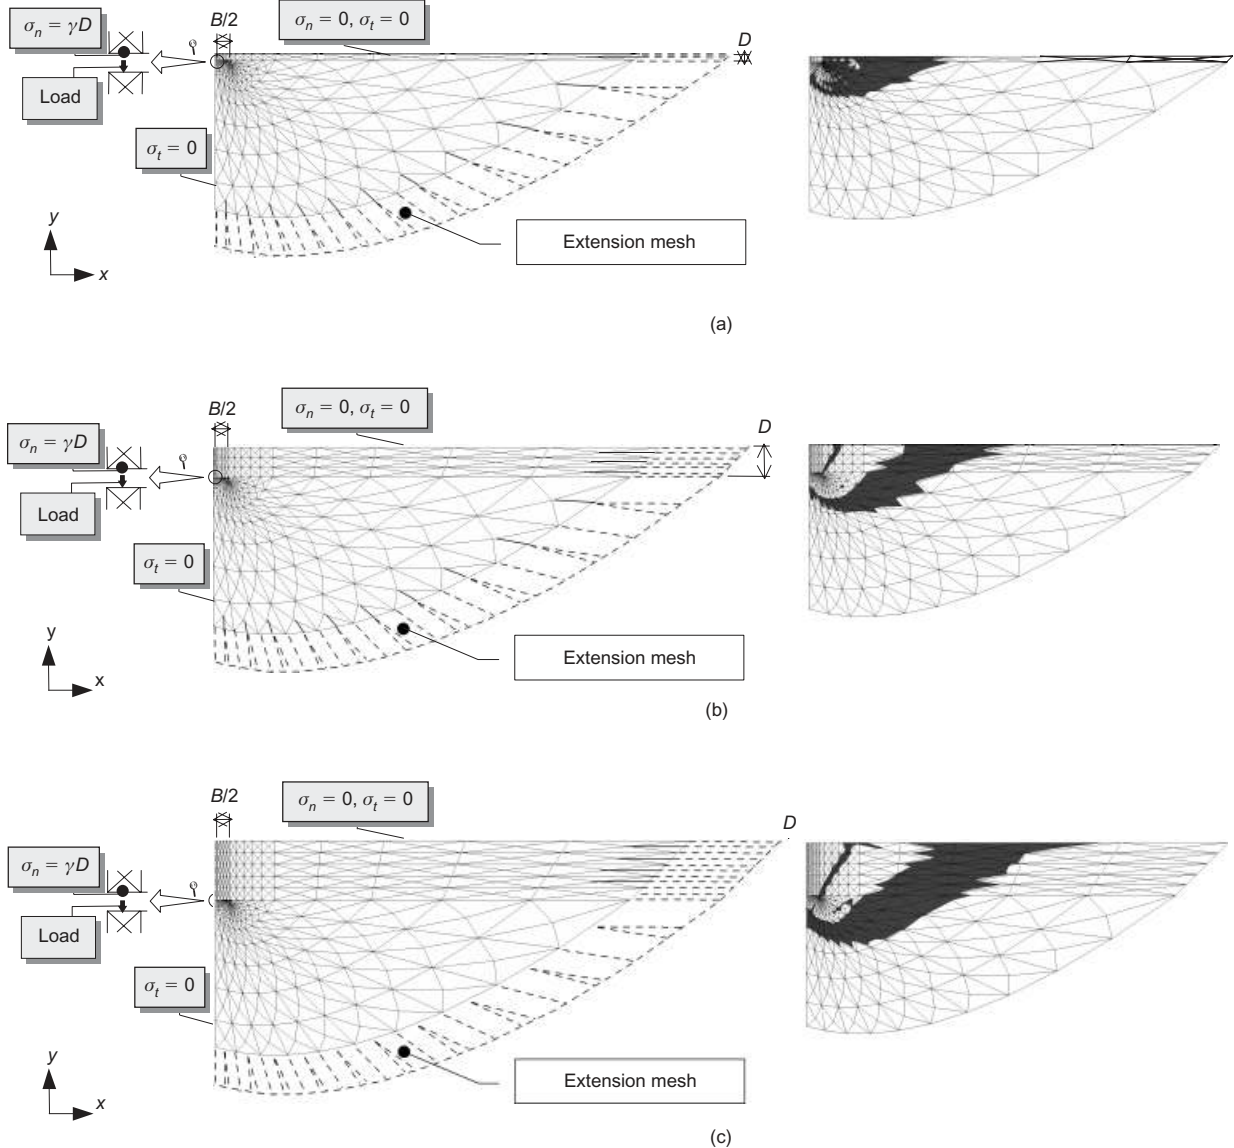 σn = γD
B/2
σn = 0, σt = 0
D
Load
σt = 0
y
x
Extension mesh
(a)
σn = 0, σt = 0
B/2
D
σn = γD
Load
σt = 0
y
x
Extension mesh
(b)
B/2
σn = 0, σt = 0
D
σn = γD
Load
σt = 0
y
x
Extension mesh
(c)